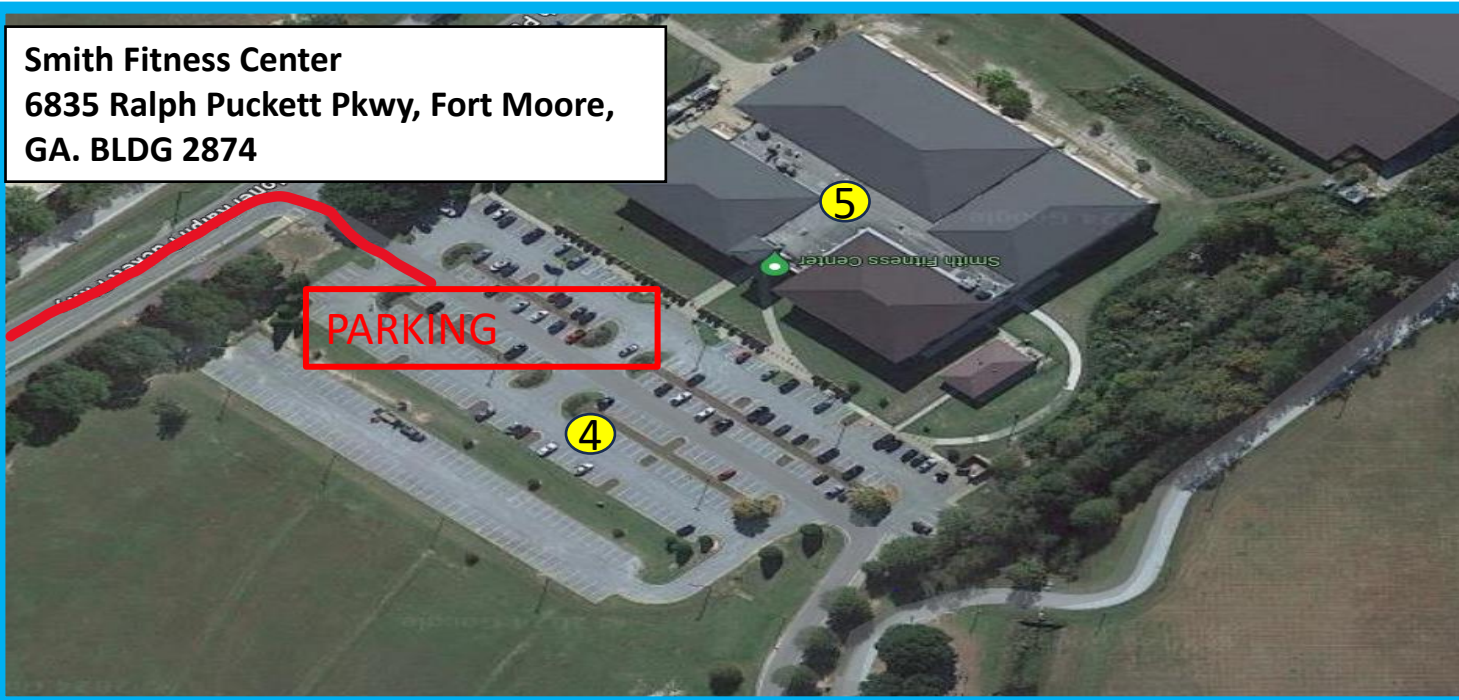 Smith Fitness Center
6835 Ralph Puckett Pkwy, Fort Moore,
GA. BLDG 2874
5
Smith Fitness Center
PARKING
4